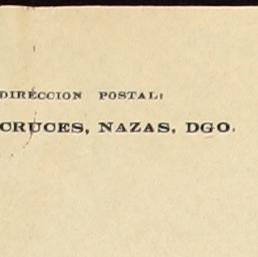 DIRECCION POSTAL:
CRUCES, NAZAS, DGO.